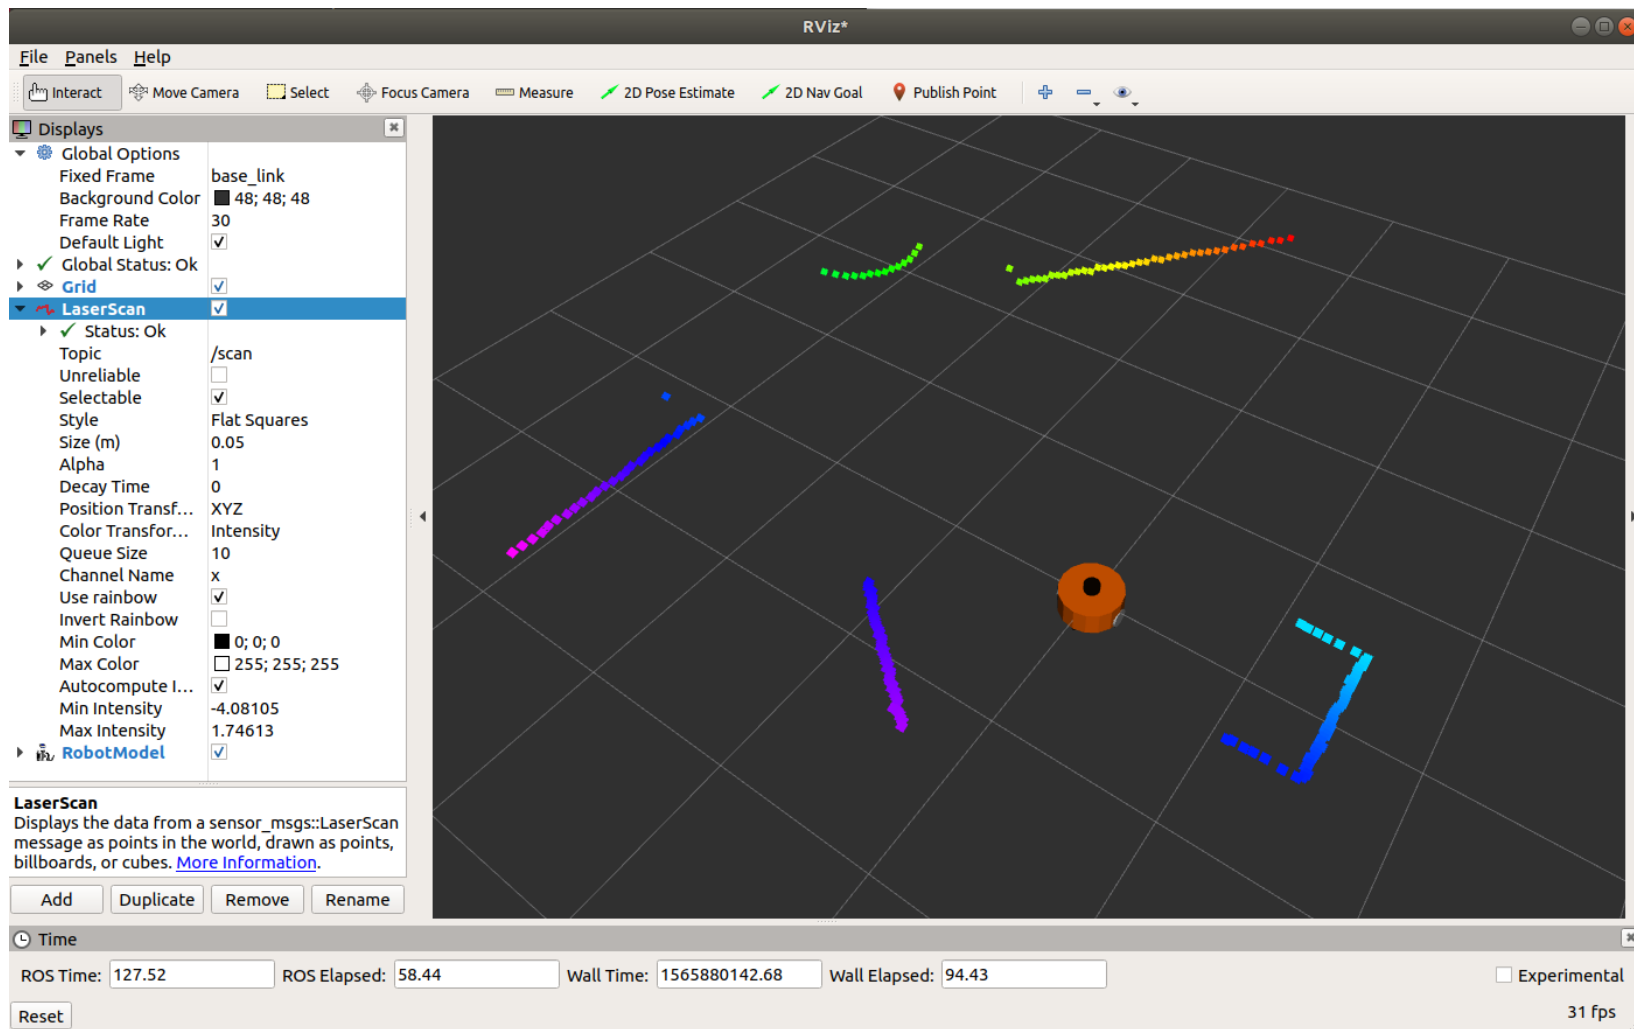 RViz*
File Panels Help
Interact Move Camera Select Focus Camera Measure 2D Pose Estimate 2D Nav Goal Publish Point
Displays
Global Options
Fixed Frame base_link
Background Color 48; 48; 48
Frame Rate 30
Default Light
Global Status: Ok
Grid
LaserScan
Status: Ok
Topic /scan
Unreliable
Selectable
Style Flat Squares
Size (m) 0.05
Alpha 1
Decay Time 0
Position Transf... XYZ
Color Transfor... Intensity
Queue Size 10
Channel Name x
Use rainbow
Invert Rainbow
Min Color 0; 0; 0
Max Color 255; 255; 255
Autocompute I...
Min Intensity -4.08105
Max Intensity 1.74613
RobotModel
LaserScan
Displays the data from a sensor_msgs::LaserScan
message as points in the world, drawn as points,
billboards, or cubes. More Information.
Add Duplicate Remove Rename
Time
ROS Time: 127.52 ROS Elapsed: 58.44 Wall Time: 1565880142.68 Wall Elapsed: 94.43 Experimental
Reset 31 fps